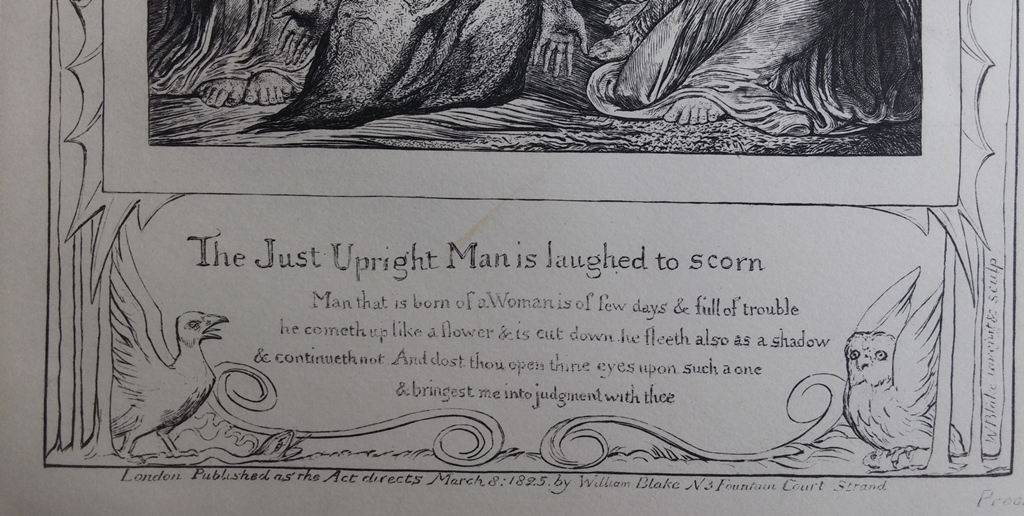 The Just Upright Man is laughed to scorn
Man that is born of a Woman is of few days & full of trouble
he cometh up like a flower & is cut down he fleeth also as a shadow
& continueth not And dost thou open thine eyes upon such a one
& bringest me into judgment with thee
WBlake invenit & sculp
London Published as the Act directs March 8: 1825 by William Blake N3 Fountain Court Strand